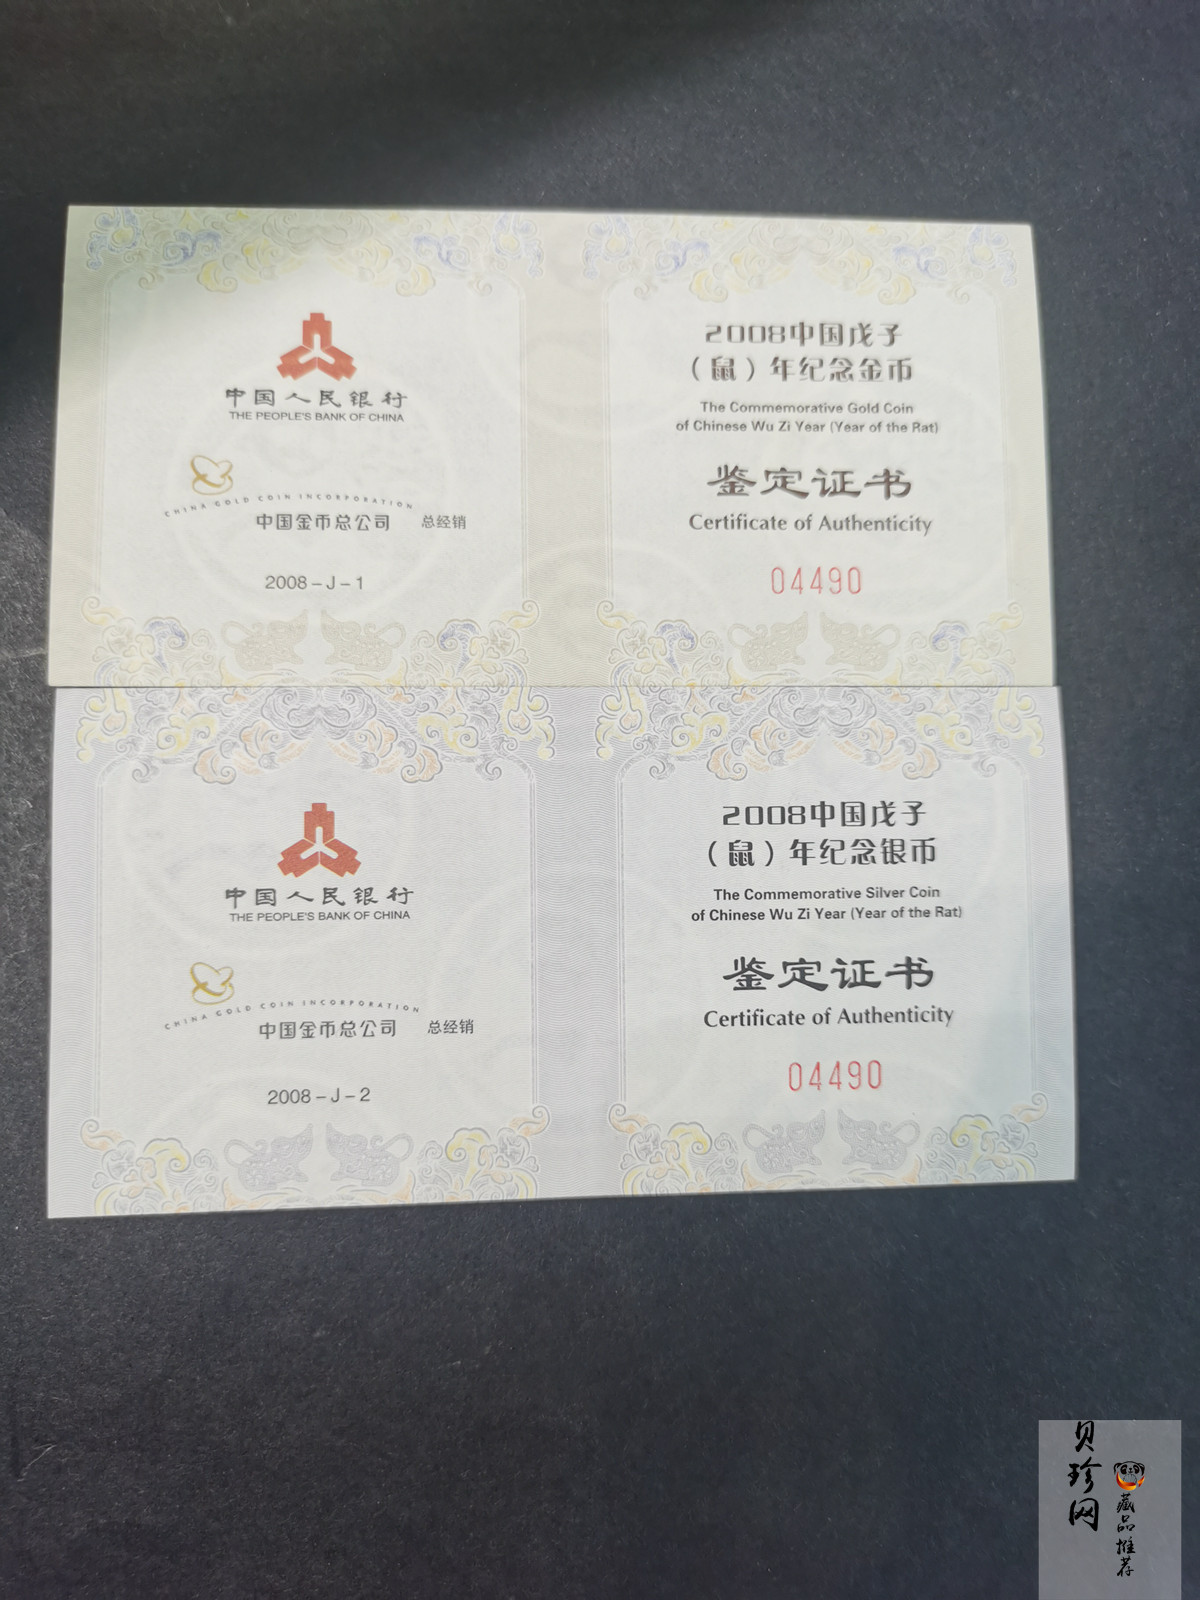 中国人民银行
THE PEOPLE'S BANK OF CHINA
CHINA GOLD COIN INCORPORATION
中国金币总公司 总经销
2008-J-1
2008中国戊子
（鼠）年纪念金币
The Commemorative Gold Coin
of Chinese Wu Zi Year (Year of the Rat)
鉴定证书
Certificate of Authenticity
04490
中国人民银行
THE PEOPLE'S BANK OF CHINA
CHINA GOLD COIN INCORPORATION
中国金币总公司 总经销
2008-J-2
2008中国戊子
（鼠）年纪念银币
The Commemorative Silver Coin
of Chinese Wu Zi Year (Year of the Rat)
鉴定证书
Certificate of Authenticity
04490
贝珍网
藏品推荐